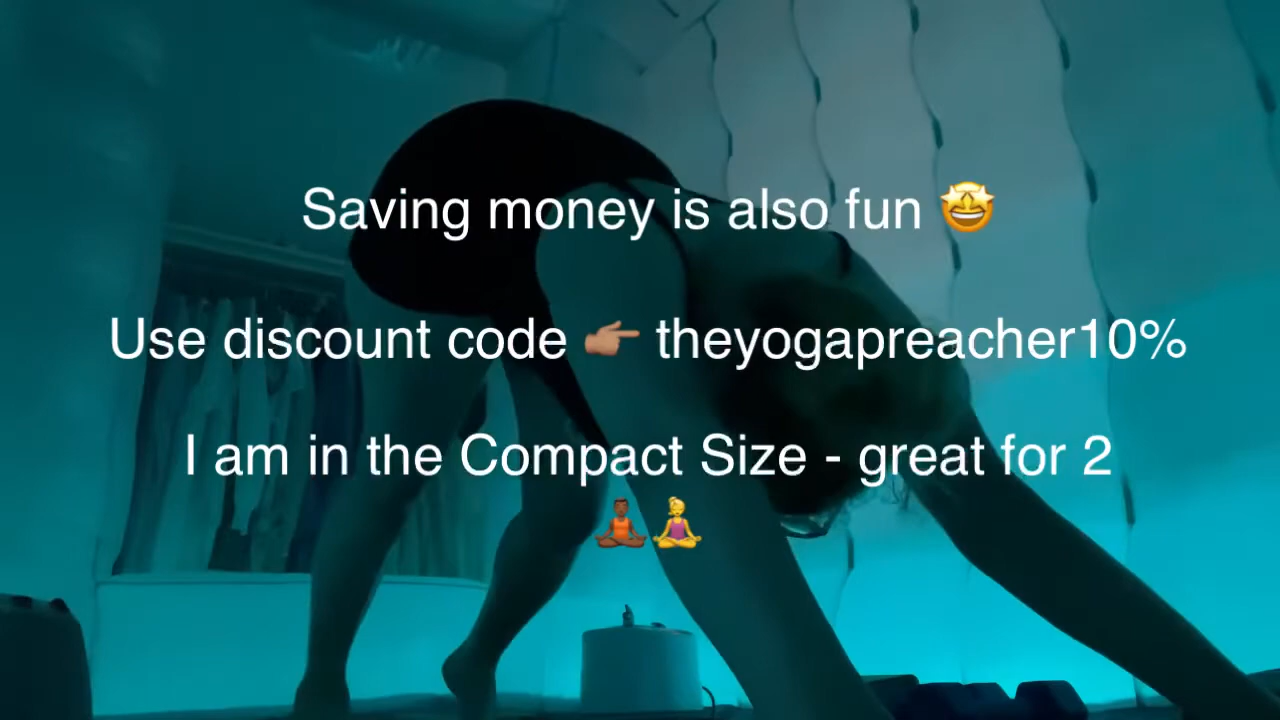 Saving money is also fun 🤩
Use discount code 👉🏼 theyogapreacher10%
I am in the Compact Size - great for 2
🧘🏾‍♂️🧘‍♀️